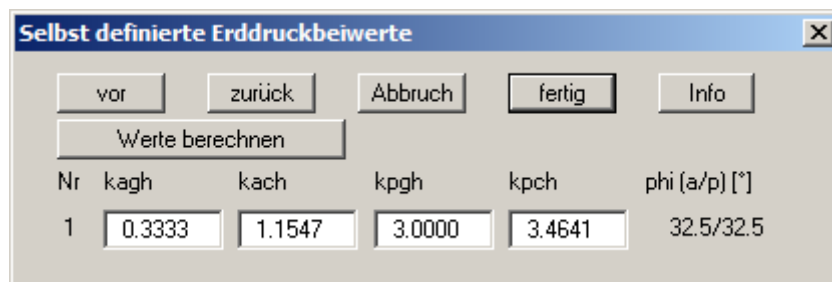 Selbst definierte Erddruckbeiwerte
vor zurück Abbruch fertig Info
Werte berechnen
Nr kagh kach kpgh kpch phi (a/p) [°]
1 0.3333 1.1547 3.0000 3.4641 32.5/32.5